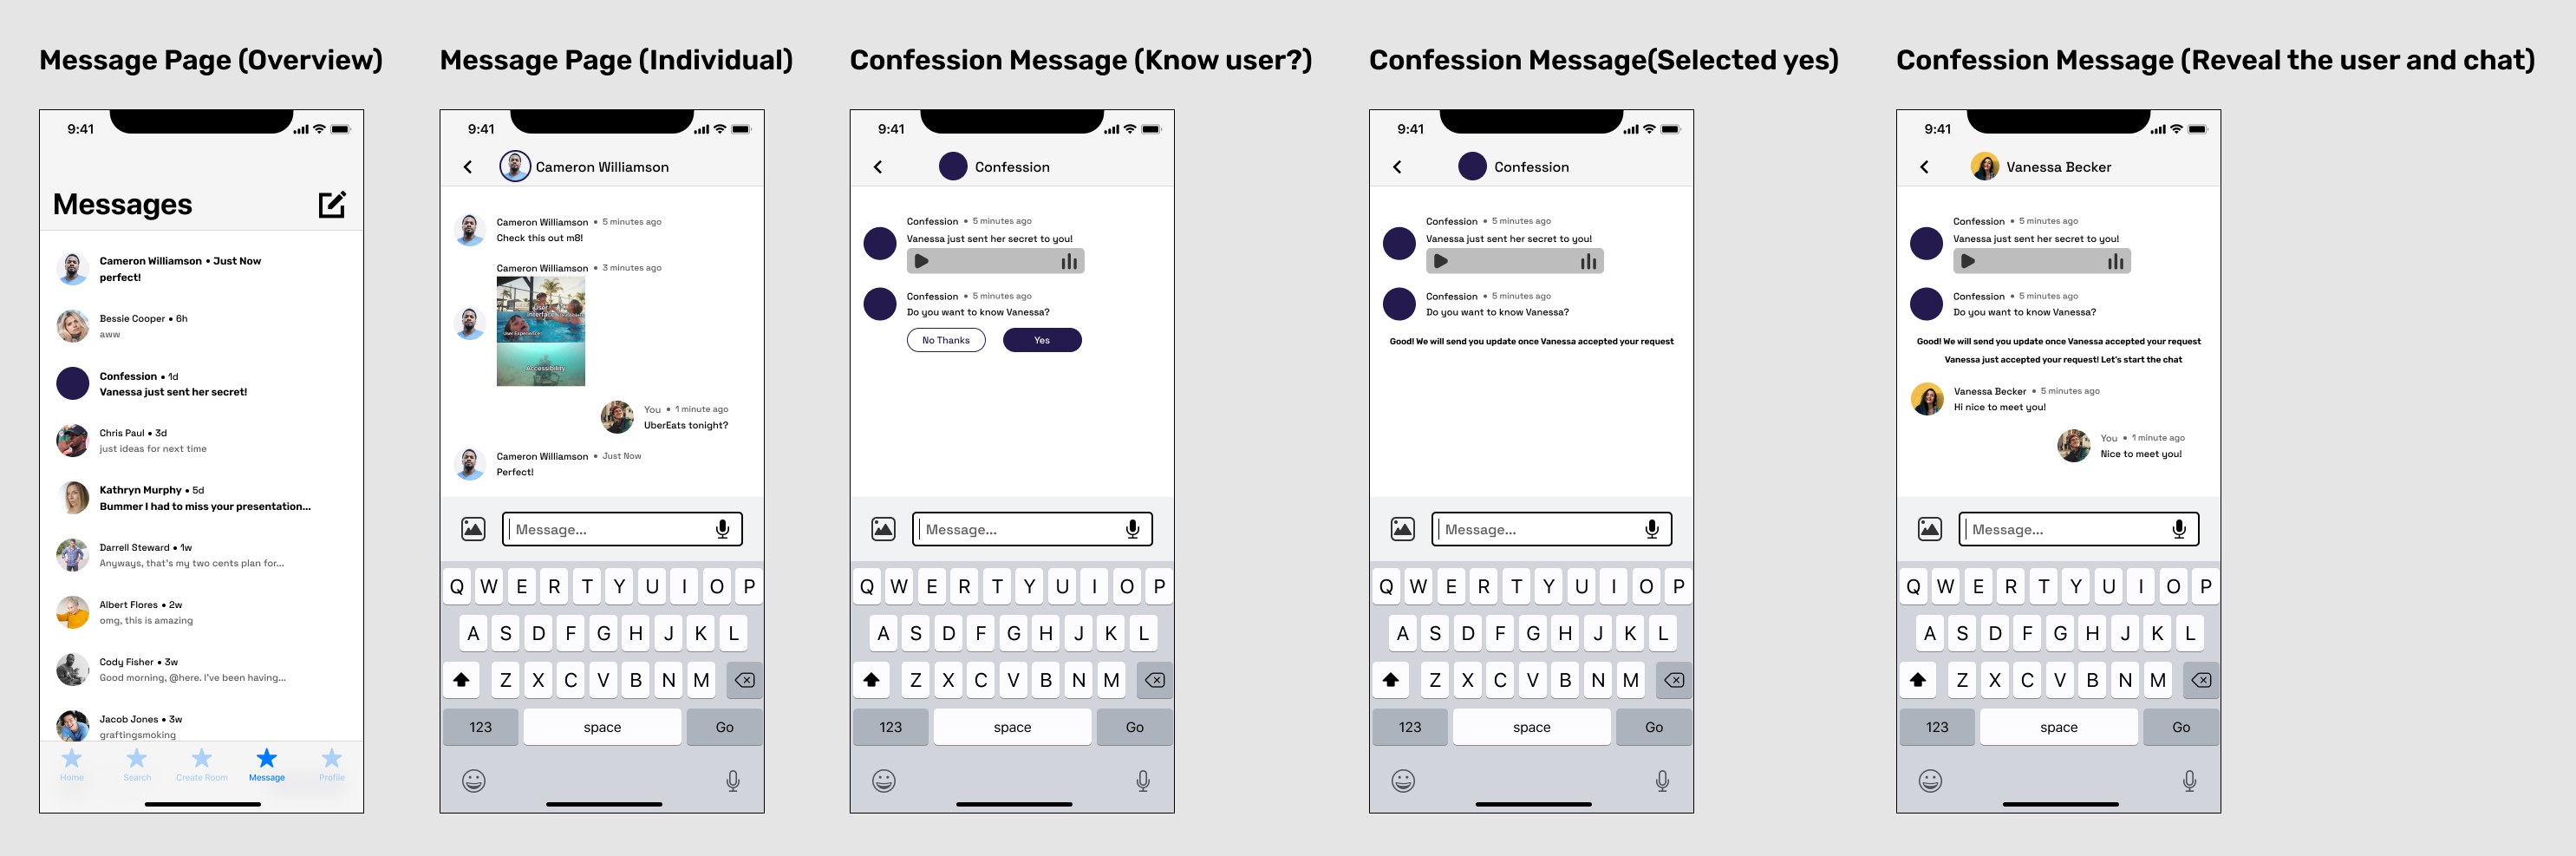 Message Page (Overview)
9:41
Messages
Cameron Williamson • Just Now
perfect!
Bessie Cooper • 6h
aww
Confession • 1d
Vanessa just sent her secret!
Chris Paul • 3d
just ideas for next time
Kathryn Murphy • 5d
Bummer I had to miss your presentation...
Darrell Steward • 1w
Anyways, that's my two cents plan for...
Albert Flores • 2w
omg, this is amazing
Cody Fisher • 3w
Good morning, @here. I've been having...
Jacob Jones • 3w
graftingsmoking
Home Search Create Room Message Profile
Message Page (Individual)
9:41
Cameron Williamson
Cameron Williamson • 5 minutes ago
Check this out m8!
Cameron Williamson • 3 minutes ago
User
Interface
User Experience
Accessibility
You • 1 minute ago
UberEats tonight?
Cameron Williamson • Just Now
Perfect!
Message...
Q W E R T Y U I O P
A S D F G H J K L
Z X C V B N M
123 space Go
Confession Message (Know user?)
9:41
Confession
Confession • 5 minutes ago
Vanessa just sent her secret to you!
Confession • 5 minutes ago
Do you want to know Vanessa?
No Thanks Yes
Message...
Q W E R T Y U I O P
A S D F G H J K L
Z X C V B N M
123 space Go
Confession Message(Selected yes)
9:41
Confession
Confession • 5 minutes ago
Vanessa just sent her secret to you!
Confession • 5 minutes ago
Do you want to know Vanessa?
Good! We will send you update once Vanessa accepted your request
Message...
Q W E R T Y U I O P
A S D F G H J K L
Z X C V B N M
123 space Go
Confession Message (Reveal the user and chat)
9:41
Vanessa Becker
Confession • 5 minutes ago
Vanessa just sent her secret to you!
Confession • 5 minutes ago
Do you want to know Vanessa?
Good! We will send you update once Vanessa accepted your request
Vanessa just accepted your request! Let's start the chat
Vanessa Becker • 5 minutes ago
Hi nice to meet you!
You • 1 minute ago
Nice to meet you!
Message...
Q W E R T Y U I O P
A S D F G H J K L
Z X C V B N M
123 space Go